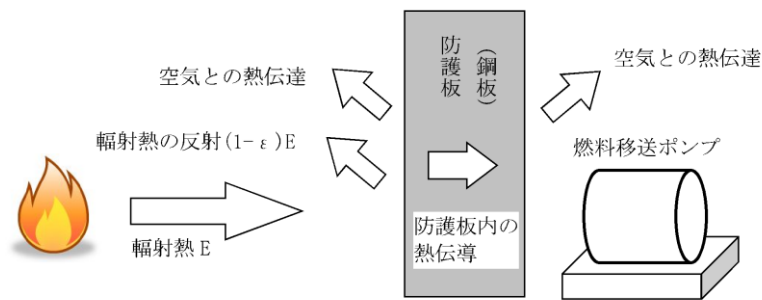 空気との熱伝達
輻射熱の反射(1-ε)E
輻射熱 E
防護板
(鋼板)
防護板内の
熱伝導
空気との熱伝達
燃料移送ポンプ